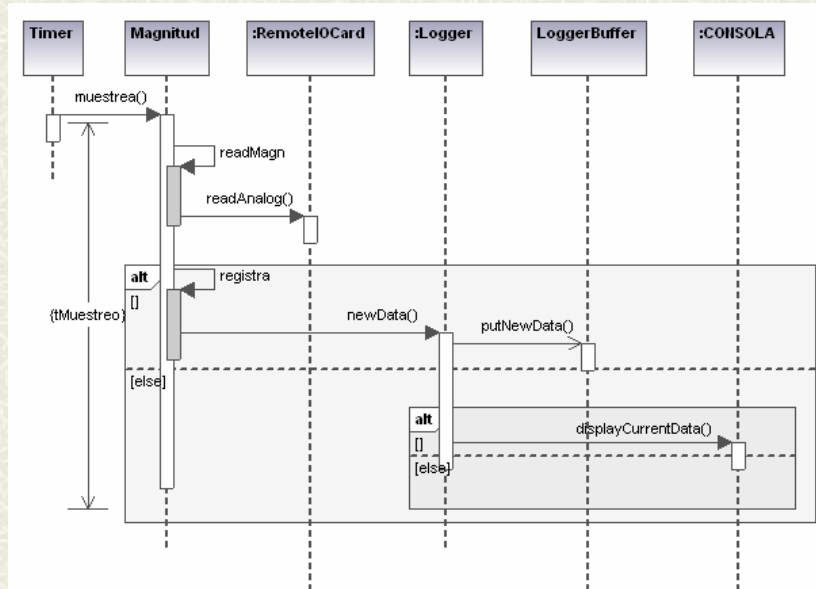 Timer
Magnitud
:RemoteIOCard
:Logger
LoggerBuffer
:CONSOLA
muestrea()
readMagn
readAnalog()
alt
registra
[]
{tMuestreo}
newData()
putNewData()
[else]
alt
displayCurrentData()
[]
[else]